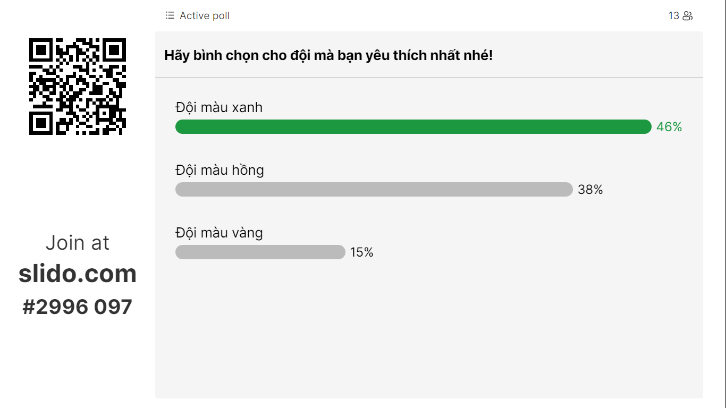 Active poll
13
Hãy bình chọn cho đội mà bạn yêu thích nhất nhé!
Đội màu xanh
46%
Đội màu hồng
38%
Đội màu vàng
15%
Join at
slido.com
#2996 097